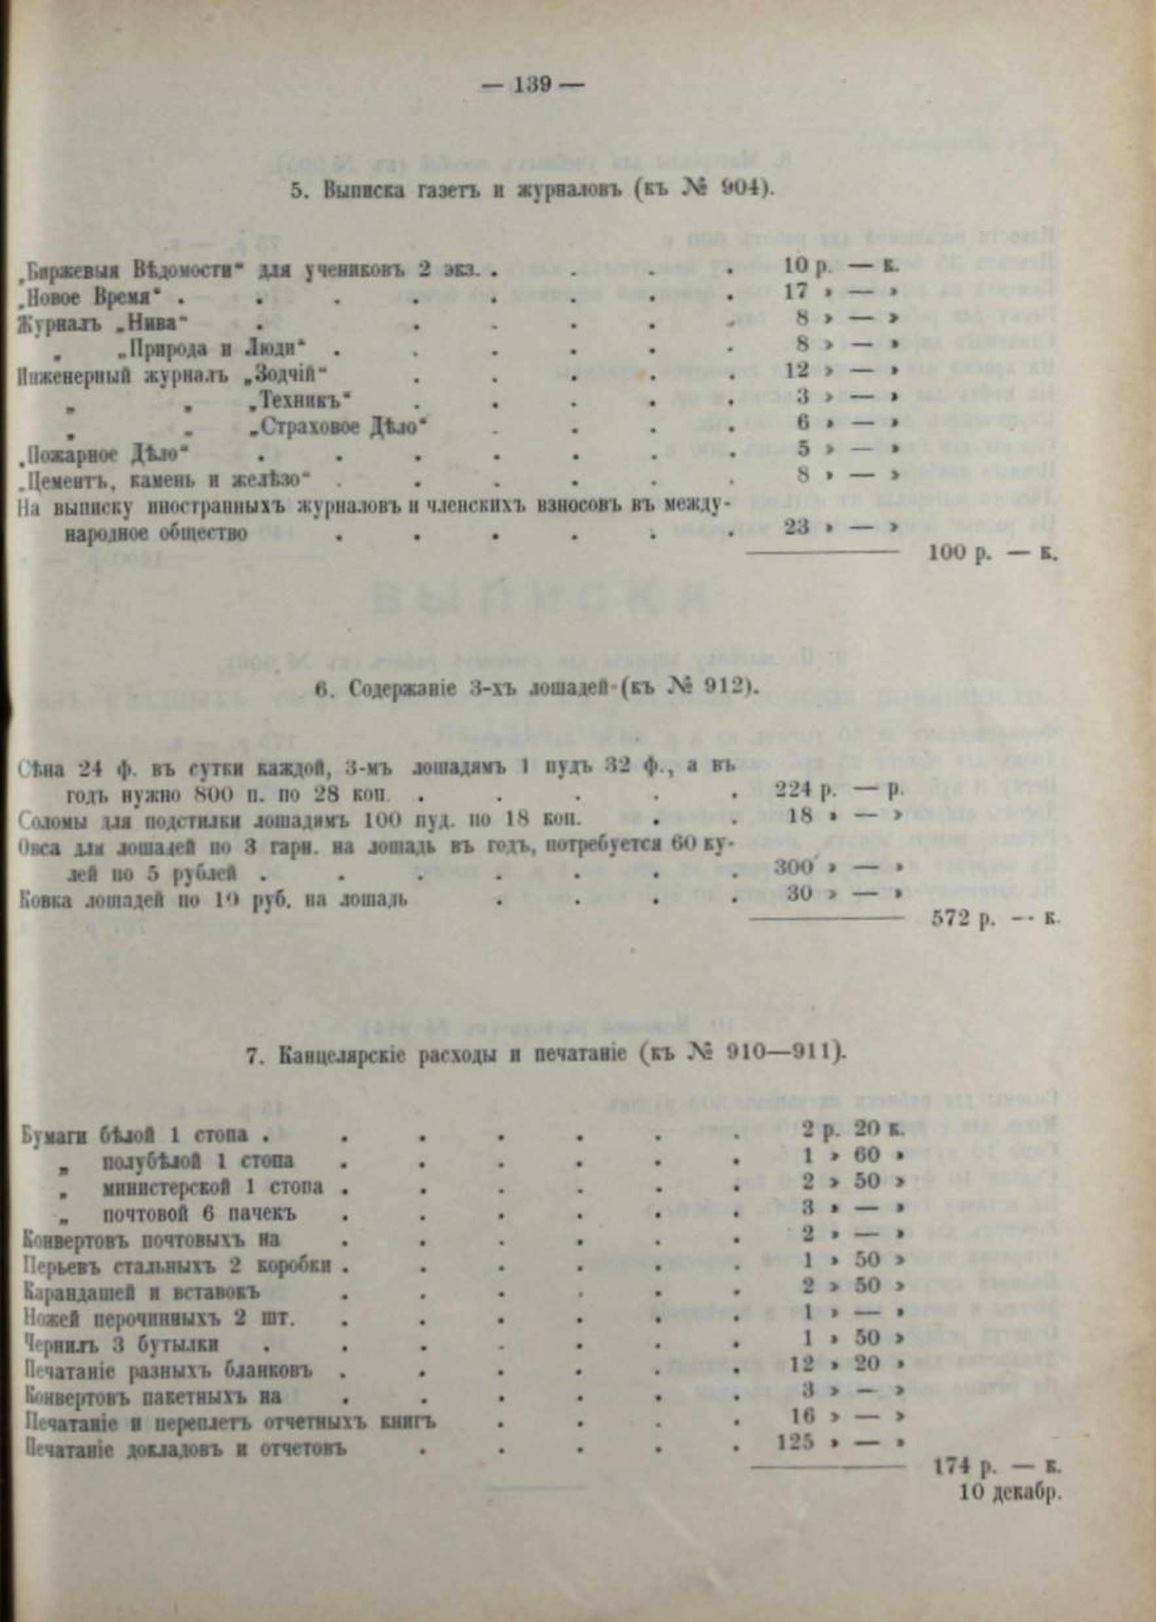 — 139 —
5. Выписка газетъ и журналовъ (къ № 904).
„Биржевыя Вѣдомости“ для учениковъ 2 экз. . . . . 10 р. — к.
„Новое Время“ . . . . . . . . 17 » — »
Журналъ „Нива“ . . . . . . 8 » — »
„ „Природа и Люди“ . . . . . . 8 » — »
Инженерный журналъ „Зодчій“ . . . . . 12 » — »
„ „ „Техникъ“ . . . . . 3 » — »
„ „ „Страховое Дѣло“ . . . . 6 » — »
„Пожарное Дѣло“ . . . . . . . 5 » — »
„Цементъ, камень и желѣзо“ . . . . . . 8 » — »
На выписку иностранныхъ журналовъ и членскихъ взносовъ въ между-
народное общество . . . . . . 23 » — »
100 р. — к.
6. Содержаніе 3-хъ лошадей (къ № 912).
Сѣна 24 ф. въ сутки каждой, 3-мъ лошадямъ 1 пудъ 32 ф., а въ
годъ нужно 800 п. по 28 коп. . . . . . 224 р. — р.
Соломы для подстилки лошадямъ 100 пуд. по 18 коп. . . 18 » — »
Овса для лошадей по 3 гарн. на лошадь въ годъ, потребуется 60 ку-
лей по 5 рублей . . . . . . . 300 » — »
Ковка лошадей по 10 руб. на лошадь . . . . 30 » — »
572 р. — к.
7. Канцелярскіе расходы и печатаніе (къ № 910—911).
Бумаги бѣлой 1 стопа . . . . . . . 2 р. 20 к.
„ полубѣлой 1 стопа . . . . . . 1 » 60 »
„ министерской 1 стопа . . . . . . 2 » 50 »
„ почтовой 6 пачекъ . . . . . . 3 » — »
Конвертовъ почтовыхъ на . . . . . . 2 » — »
Перьевъ стальныхъ 2 коробки . . . . . . 1 » 50 »
Карандашей и вставокъ . . . . . . 2 » 50 »
Ножей перочинныхъ 2 шт. . . . . . . 1 » — »
Чернилъ 3 бутылки . . . . . . . 1 » 50 »
Печатаніе разныхъ бланковъ . . . . . . 12 » 20 »
Конвертовъ пакетныхъ на . . . . . . 3 » — »
Печатаніе и переплетъ отчетныхъ книгъ . . . . 16 » — »
Печатаніе докладовъ и отчетовъ . . . . . 125 » — »
174 р. — к.
10 декабр.